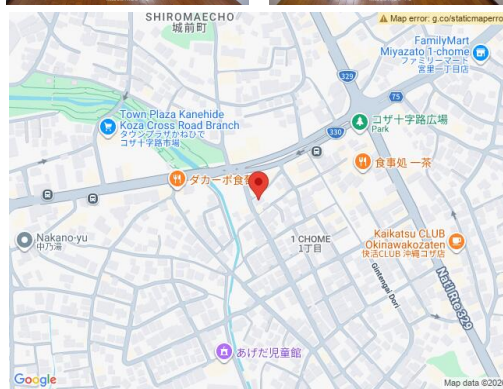 SHIROMAECHO
城前町
Map error: g.co/staticmaperro
FamilyMart
Miyazato 1-chome
ファミリーマート
宮里一丁目店
329
75
Town Plaza Kanehide
Koza Cross Road Branch
タウンプラザかねひで
コザ十字路市場
330
コザ十字路広場
Park
食事処 一茶
ダカーポ食
Nakano-yu
中乃湯
1 CHOME
1丁目
Kaikatsu CLUB
Okinawakozaten
快活CLUB 沖縄コザ店
Gintengai Dori
Nat'l Rte 329
あげだ児童館
Google
Map data ©202